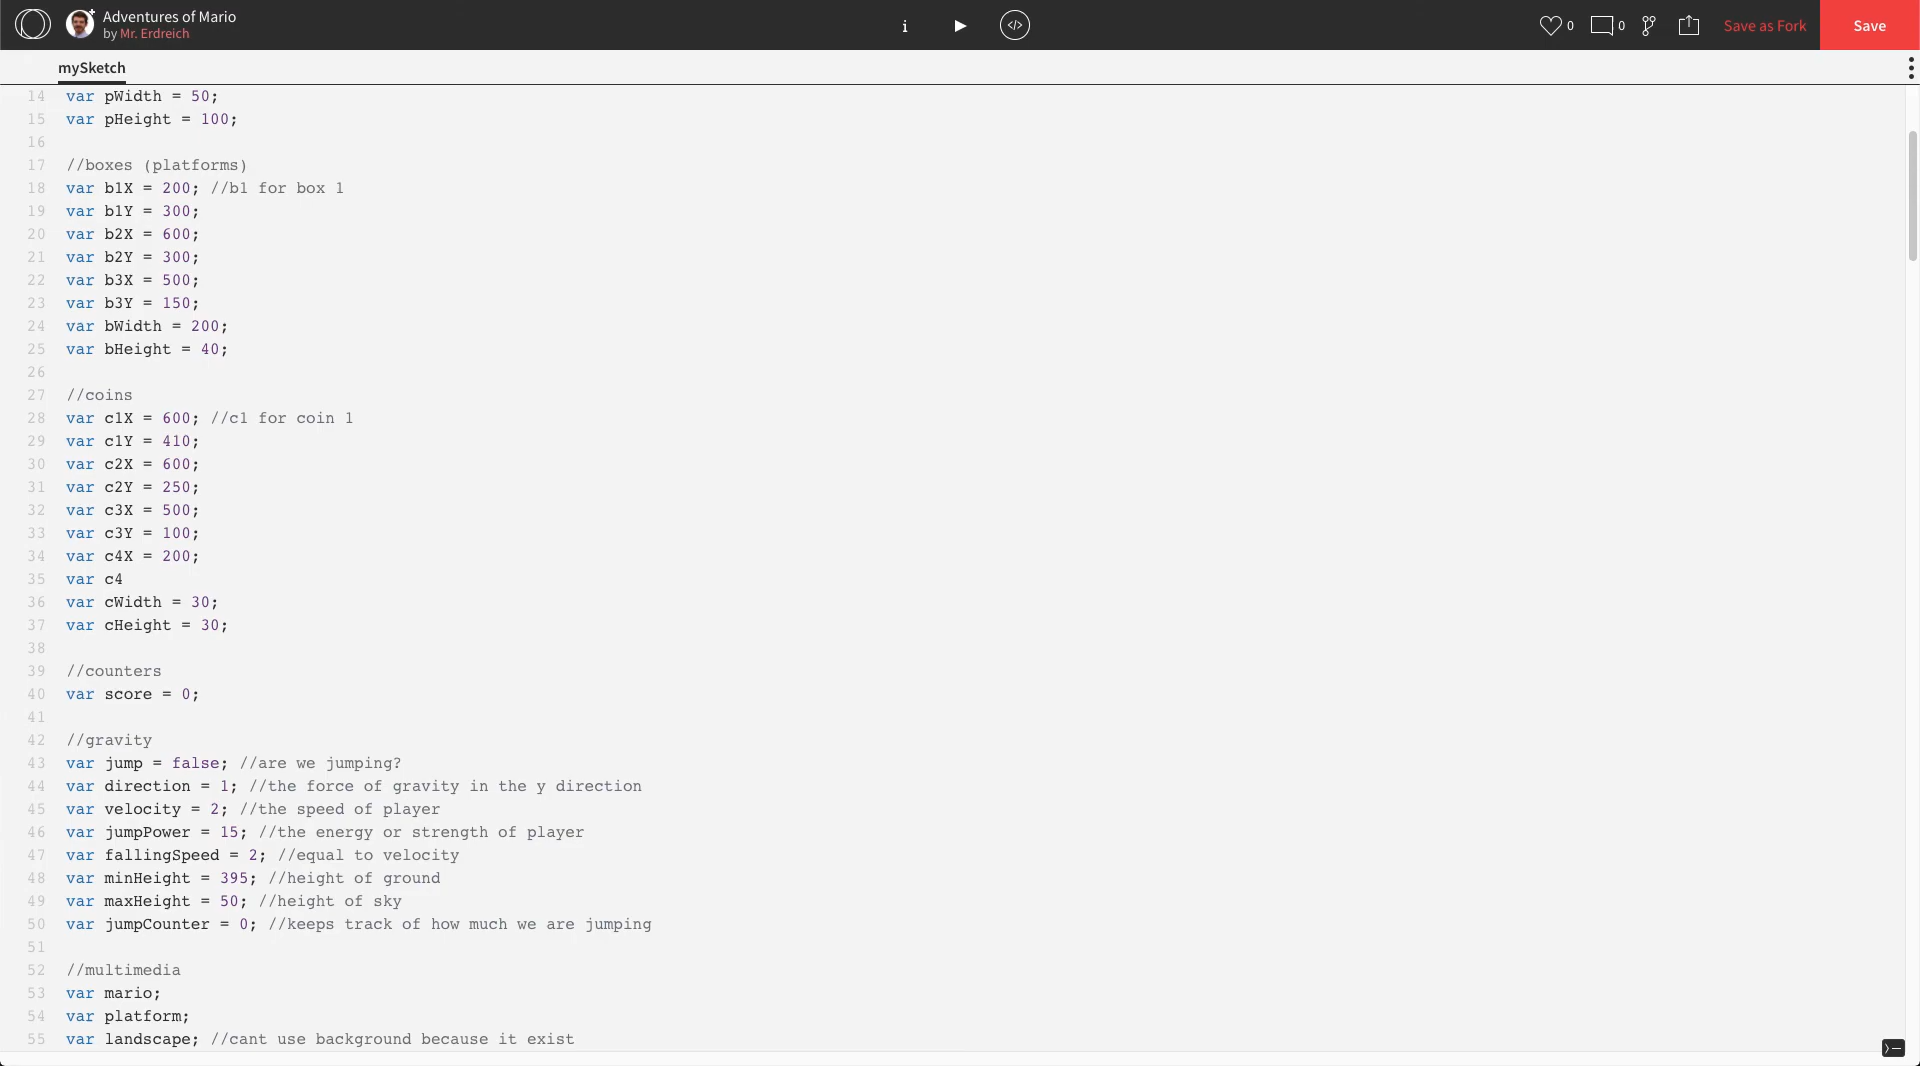 Adventures of Mario
by Mr. Erdreich
i
</>
0
0
Save as Fork
Save
mySketch
14 var pWidth = 50;
15 var pHeight = 100;
16
17 //boxes (platforms)
18 var b1X = 200; //b1 for box 1
19 var b1Y = 300;
20 var b2X = 600;
21 var b2Y = 300;
22 var b3X = 500;
23 var b3Y = 150;
24 var bWidth = 200;
25 var bHeight = 40;
26
27 //coins
28 var c1X = 600; //c1 for coin 1
29 var c1Y = 410;
30 var c2X = 600;
31 var c2Y = 250;
32 var c3X = 500;
33 var c3Y = 100;
34 var c4X = 200;
35 var c4
36 var cWidth = 30;
37 var cHeight = 30;
38
39 //counters
40 var score = 0;
41
42 //gravity
43 var jump = false; //are we jumping?
44 var direction = 1; //the force of gravity in the y direction
45 var velocity = 2; //the speed of player
46 var jumpPower = 15; //the energy or strength of player
47 var fallingSpeed = 2; //equal to velocity
48 var minHeight = 395; //height of ground
49 var maxHeight = 50; //height of sky
50 var jumpCounter = 0; //keeps track of how much we are jumping
51
52 //multimedia
53 var mario;
54 var platform;
55 var landscape; //cant use background because it exist